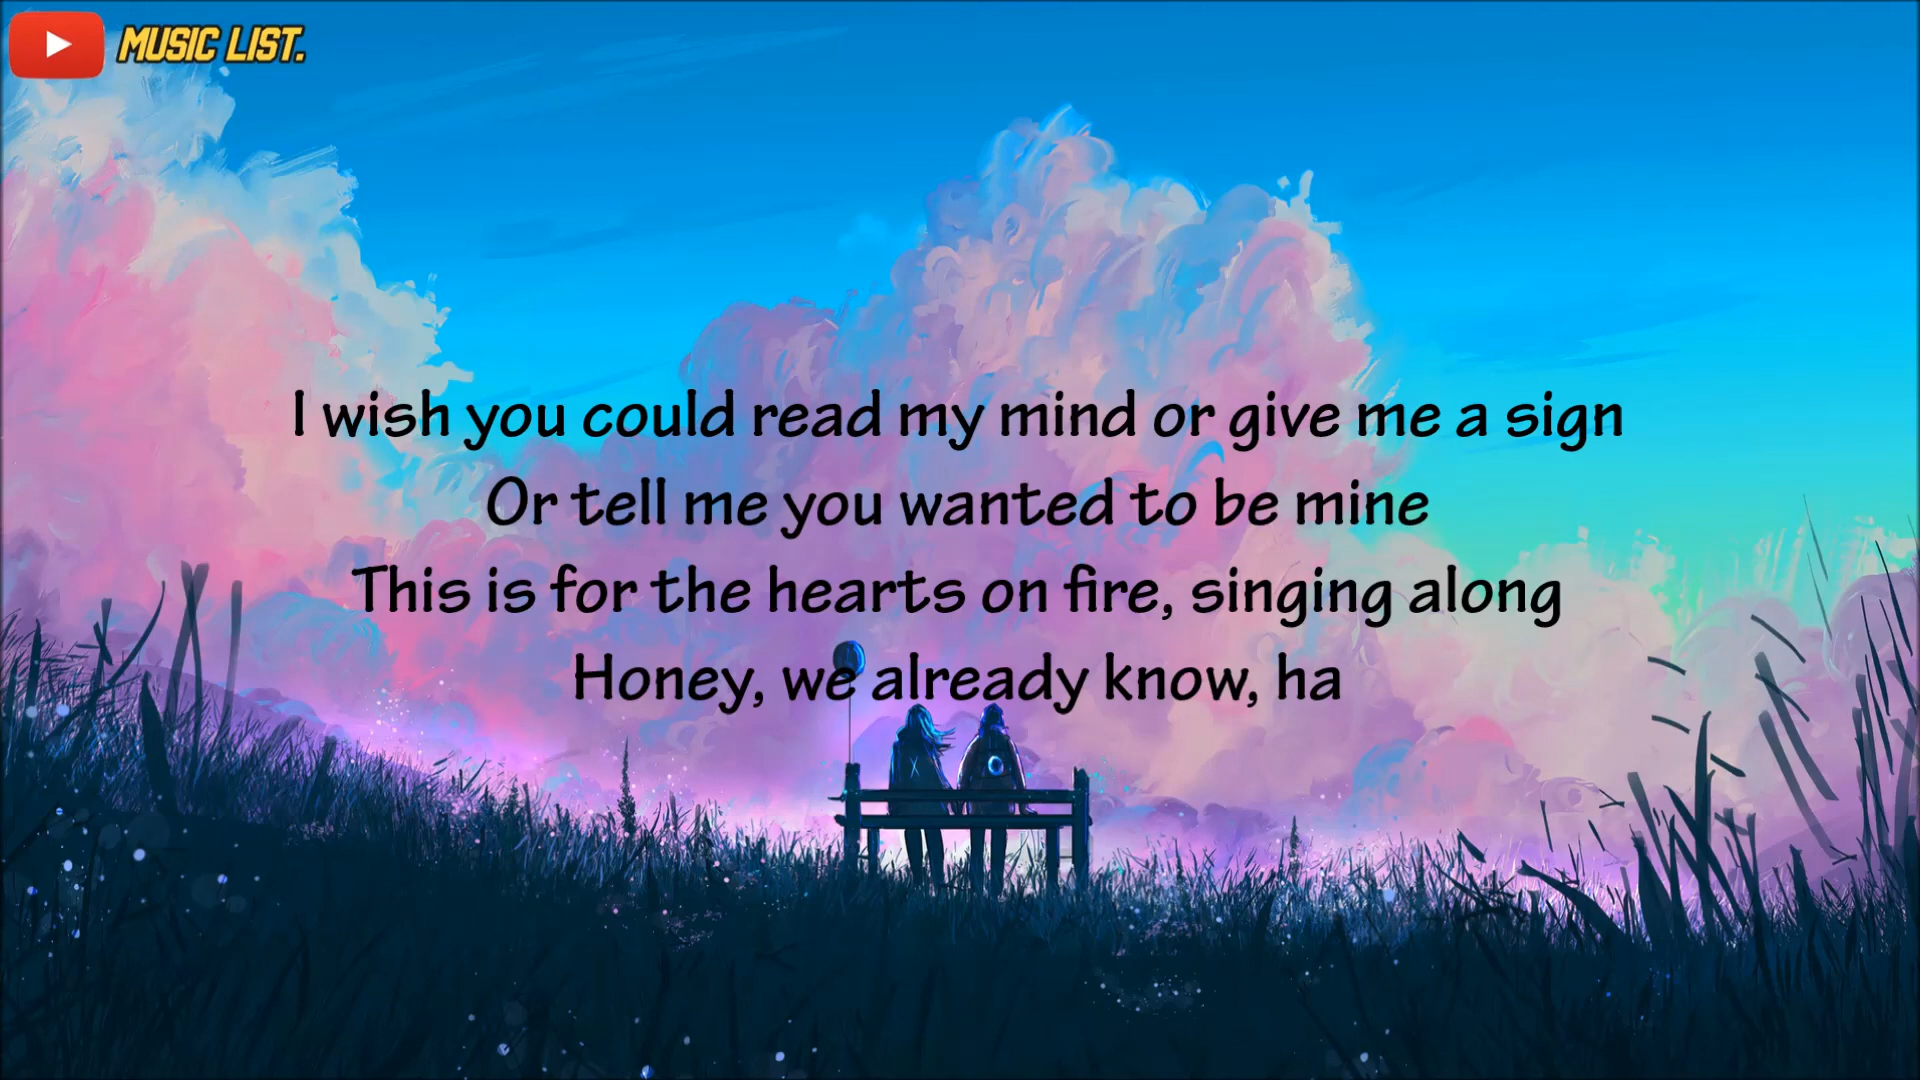 MUSIC LIST.
I wish you could read my mind or give me a sign
Or tell me you wanted to be mine
This is for the hearts on fire, singing along
Honey, we already know, ha